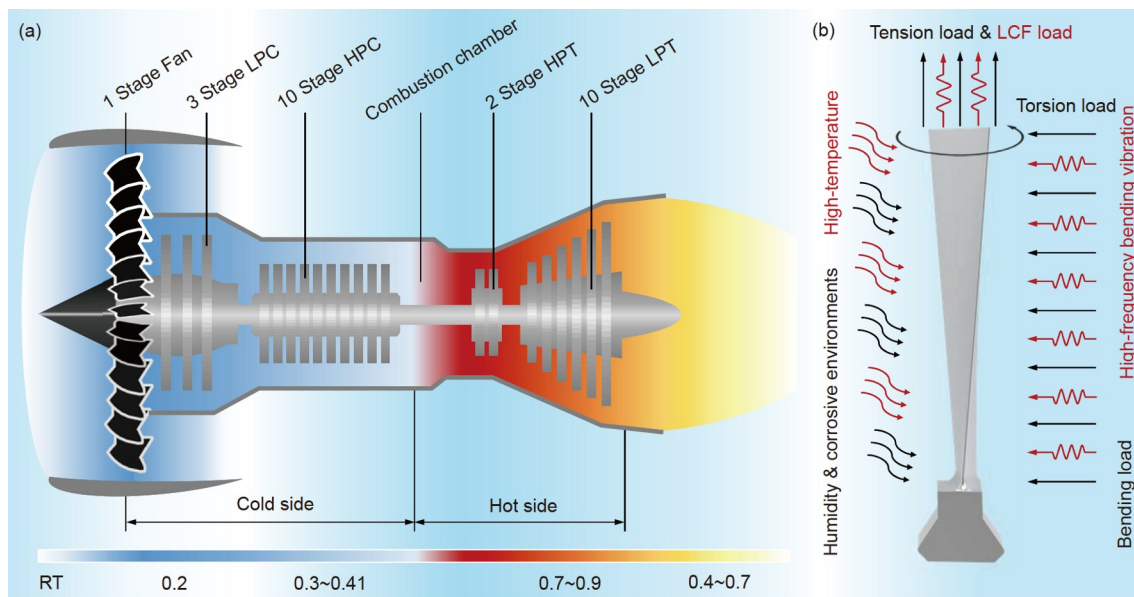 (a)
1 Stage Fan
3 Stage LPC
10 Stage HPC
Combustion chamber
2 Stage HPT
10 Stage LPT
Cold side
Hot side
RT
0.2
0.3~0.41
0.7~0.9
0.4~0.7
(b)
Tension load & LCF load
Torsion load
High-temperature
Humidity & corrosive environments
High-frequency bending vibration
Bending load